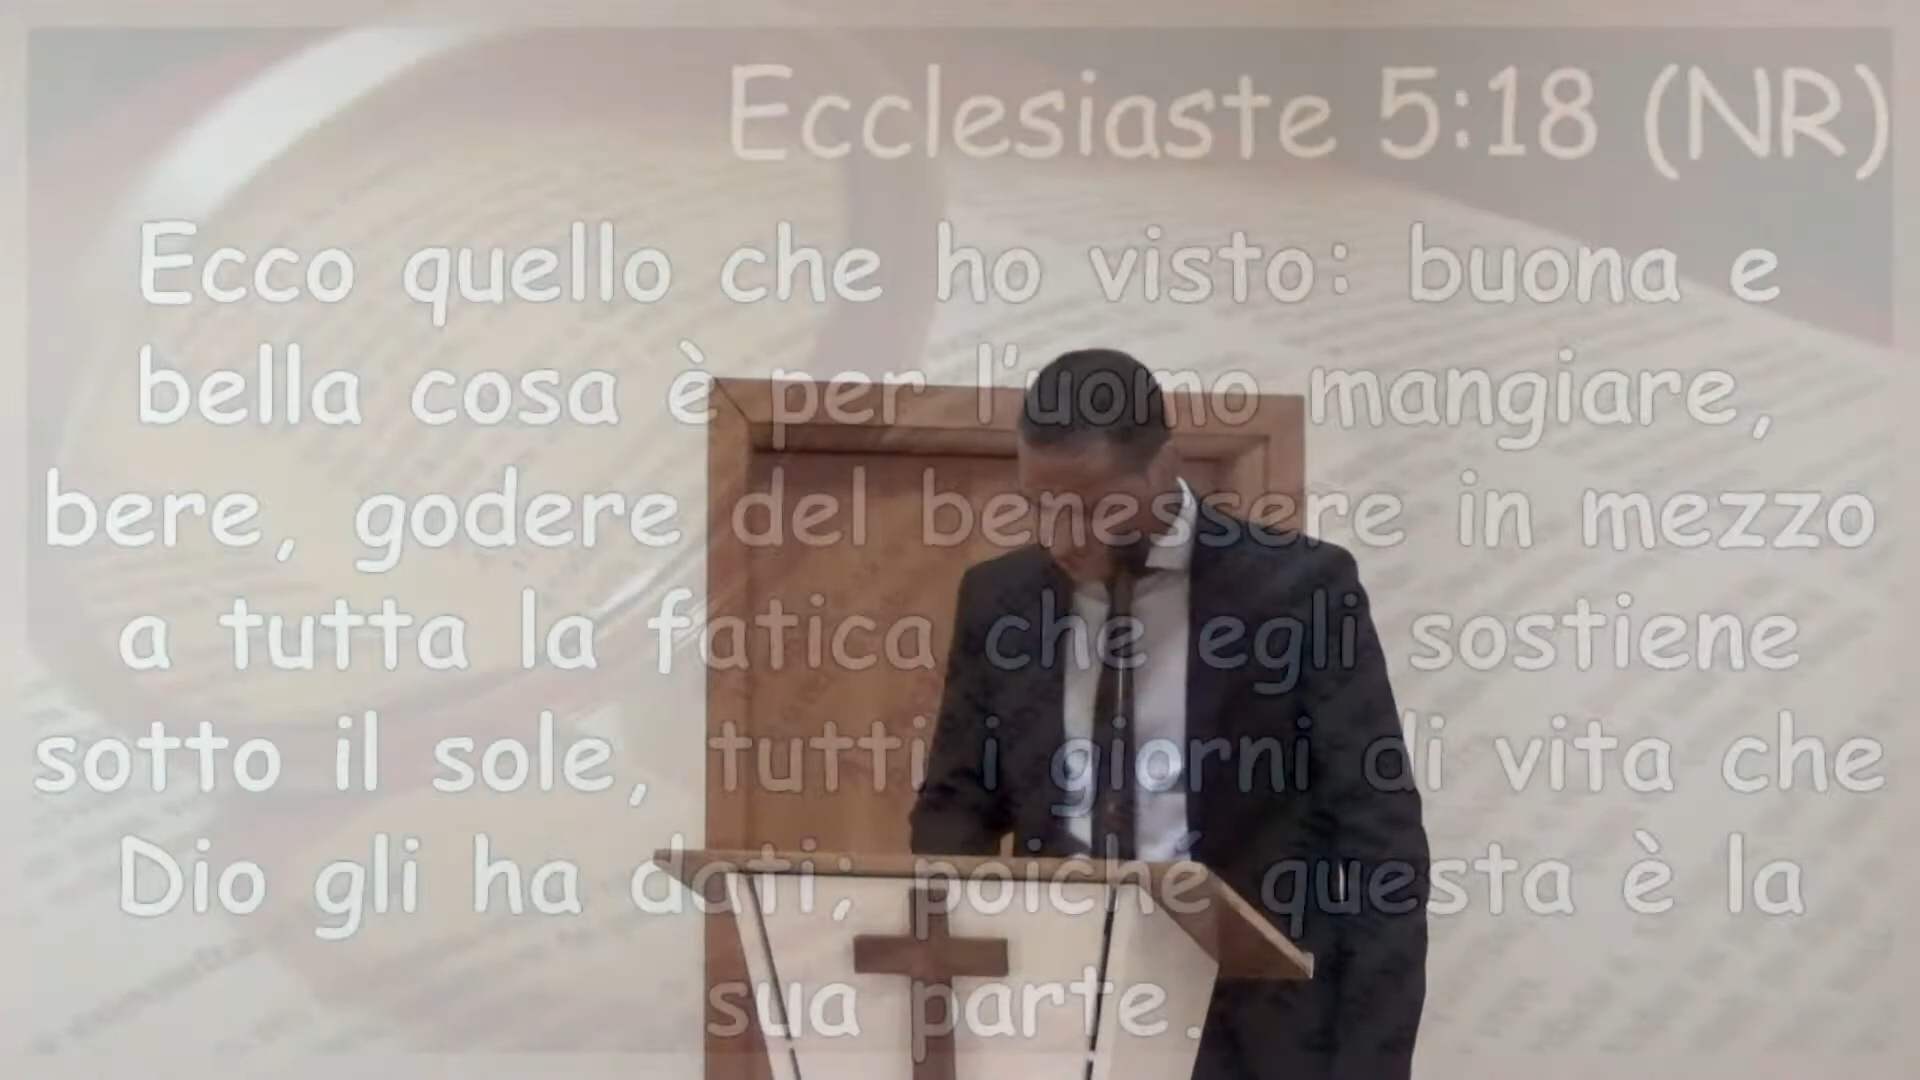 Ecclesiaste 5:18 (NR)
Ecco quello che ho visto: buona e
bella cosa è per l'uomo mangiare,
bere, godere del benessere in mezzo
a tutta la fatica che egli sostiene
sotto il sole, tutti i giorni di vita che
Dio gli ha dati; poiché questa è la
sua parte.